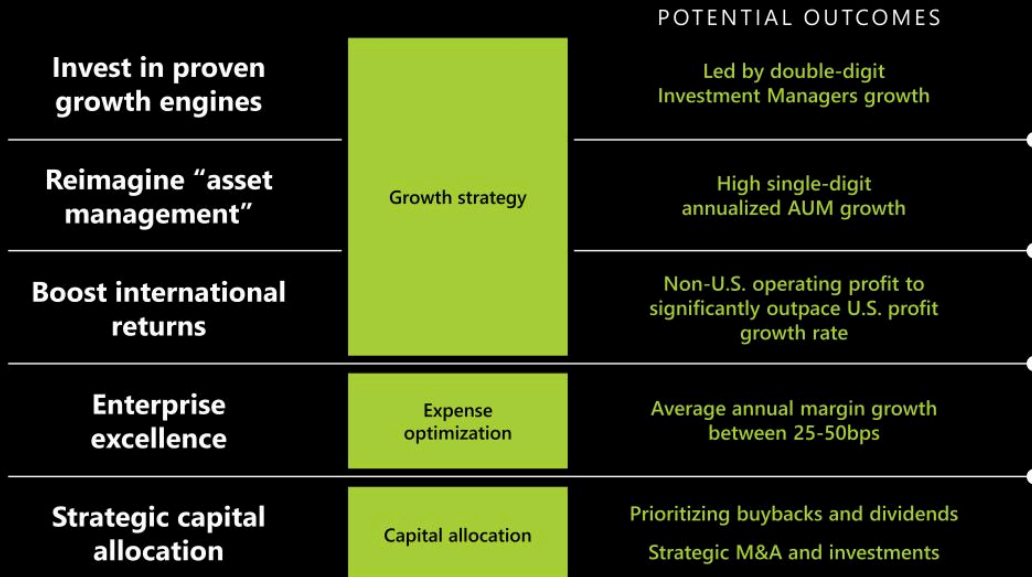 POTENTIAL OUTCOMES
Invest in proven
growth engines
Led by double-digit
Investment Managers growth
Reimagine “asset
management”
Growth strategy
High single-digit
annualized AUM growth
Boost international
returns
Non-U.S. operating profit to
significantly outpace U.S. profit
growth rate
Enterprise
excellence
Expense
optimization
Average annual margin growth
between 25-50bps
Strategic capital
allocation
Capital allocation
Prioritizing buybacks and dividends
Strategic M&A and investments